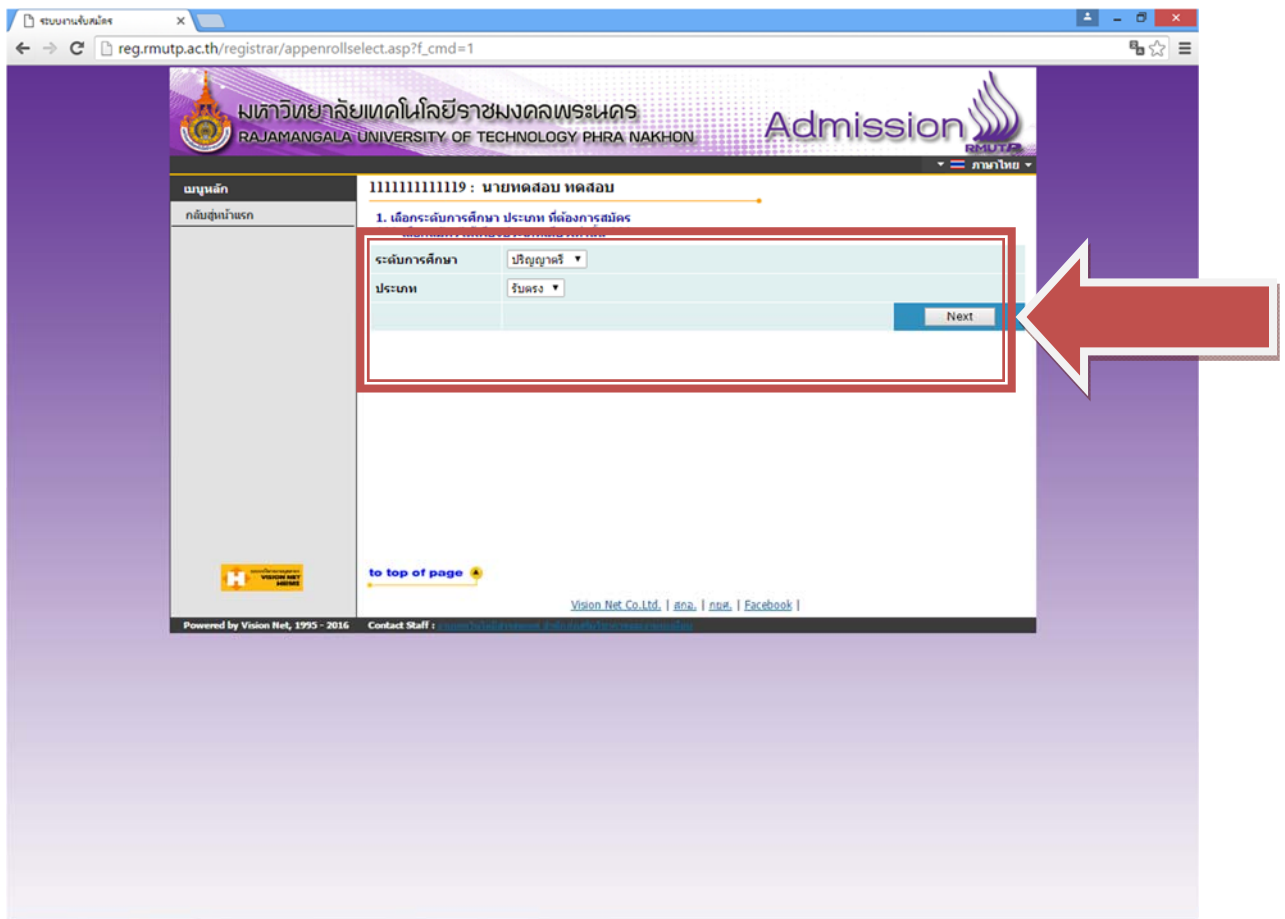 ระบบงานรับสมัคร
reg.rmutp.ac.th/registrar/appenrollselect.asp?f_cmd=1
มหาวิทยาลัยเทคโนโลยีราชมงคลพระนคร
RAJAMANGALA UNIVERSITY OF TECHNOLOGY PHRA NAKHON
Admission
RMUTP
ภาษาไทย
เมนูหลัก
กลับสู่หน้าแรก
1111111111119 : นายทดสอบ ทดสอบ
1. เลือกระดับการศึกษา ประเภท ที่ต้องการสมัคร
ระดับการศึกษา ปริญญาตรี
ประเภท รับตรง
Next
VISION NET
to top of page
Vision Net Co.Ltd. | สกอ. | กยศ. | Facebook |
Powered by Vision Net, 1995 - 2016 Contact Staff :